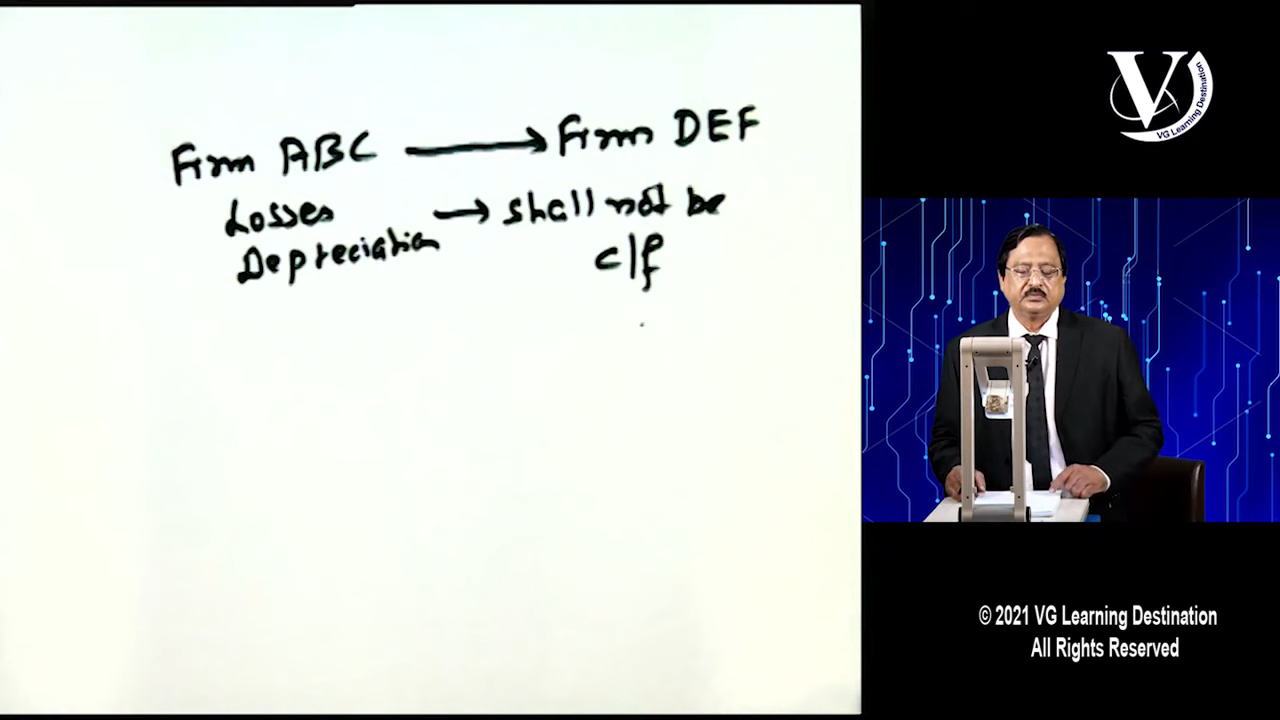 Firm ABC → Firm DEF
Losses → shall not be
Depreciation c/f
V
VG Learning Destination
© 2021 VG Learning Destination
All Rights Reserved